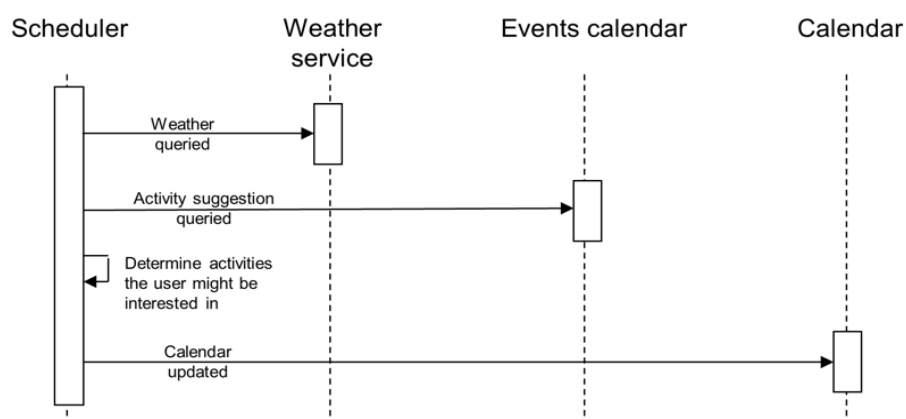 Scheduler
Weather
service
Events calendar
Calendar
Weather
queried
Activity suggestion
queried
Determine activities
the user might be
interested in
Calendar
updated